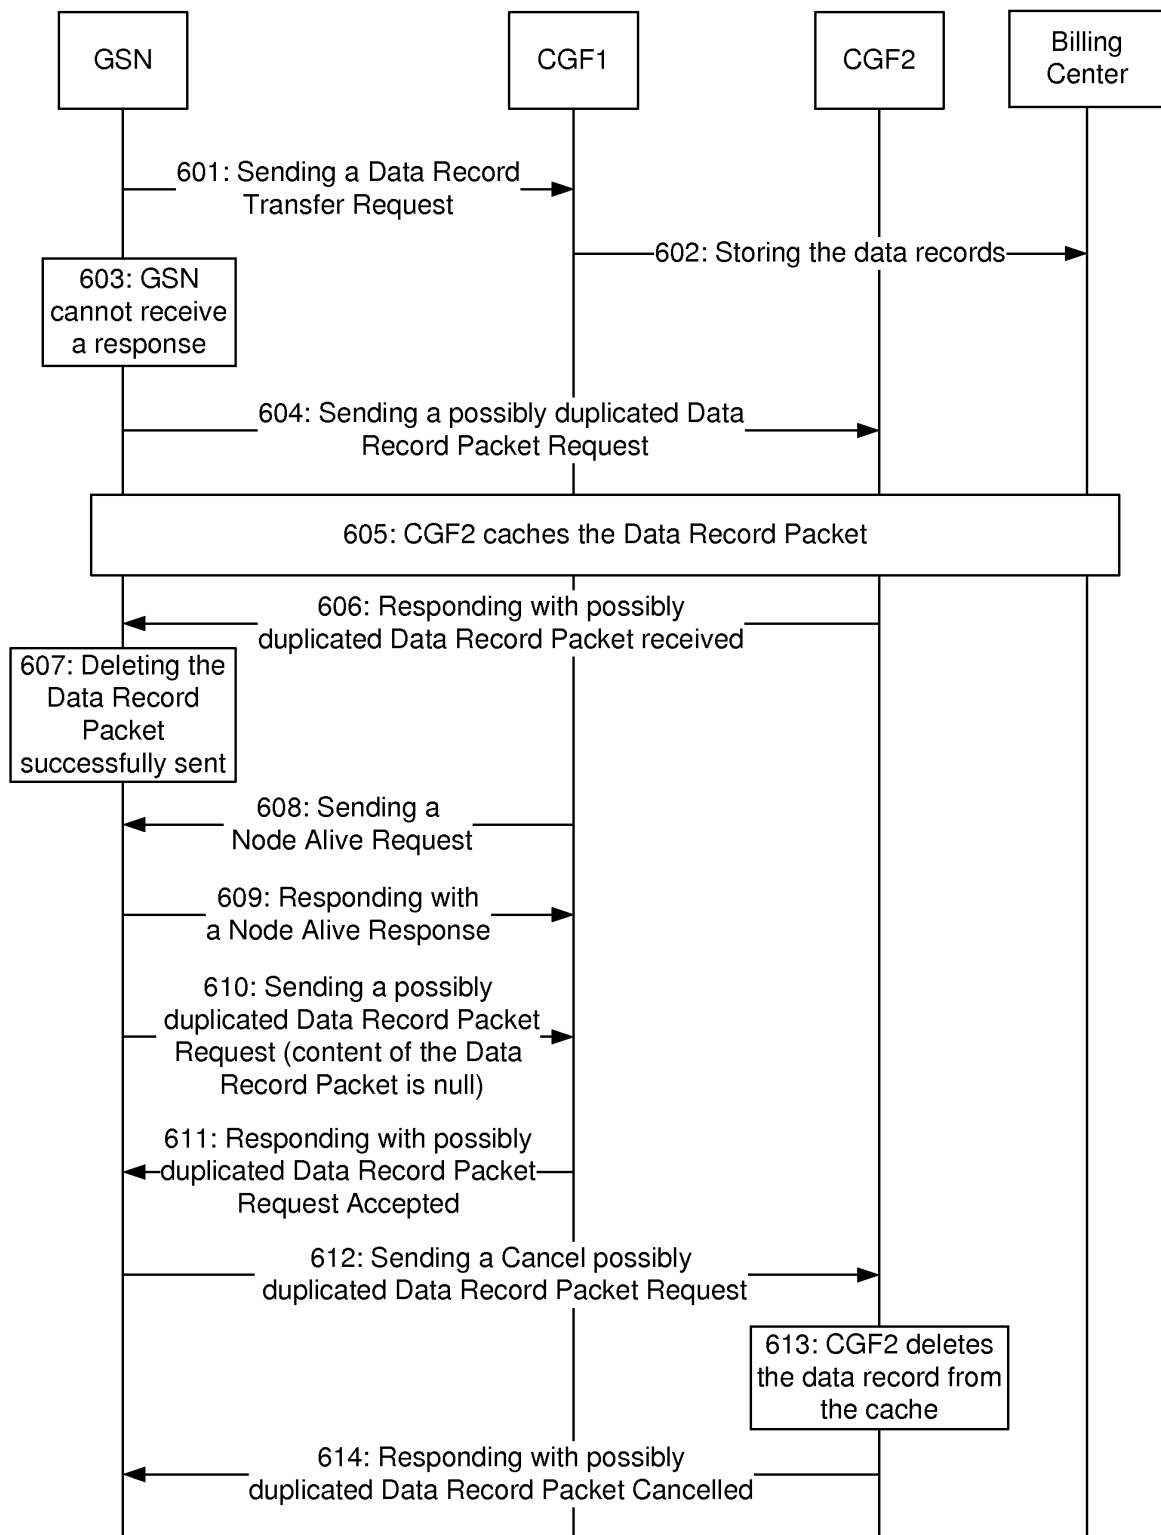 GSN
CGF1
CGF2
Billing
Center
601: Sending a Data Record
Transfer Request
602: Storing the data records
603: GSN
cannot receive
a response
604: Sending a possibly duplicated Data
Record Packet Request
605: CGF2 caches the Data Record Packet
606: Responding with possibly
duplicated Data Record Packet received
607: Deleting the
Data Record
Packet
successfully sent
608: Sending a
Node Alive Request
609: Responding with
a Node Alive Response
610: Sending a possibly
duplicated Data Record Packet
Request (content of the Data
Record Packet is null)
611: Responding with possibly
duplicated Data Record Packet
Request Accepted
612: Sending a Cancel possibly
duplicated Data Record Packet Request
613: CGF2 deletes
the data record from
the cache
614: Responding with possibly
duplicated Data Record Packet Cancelled